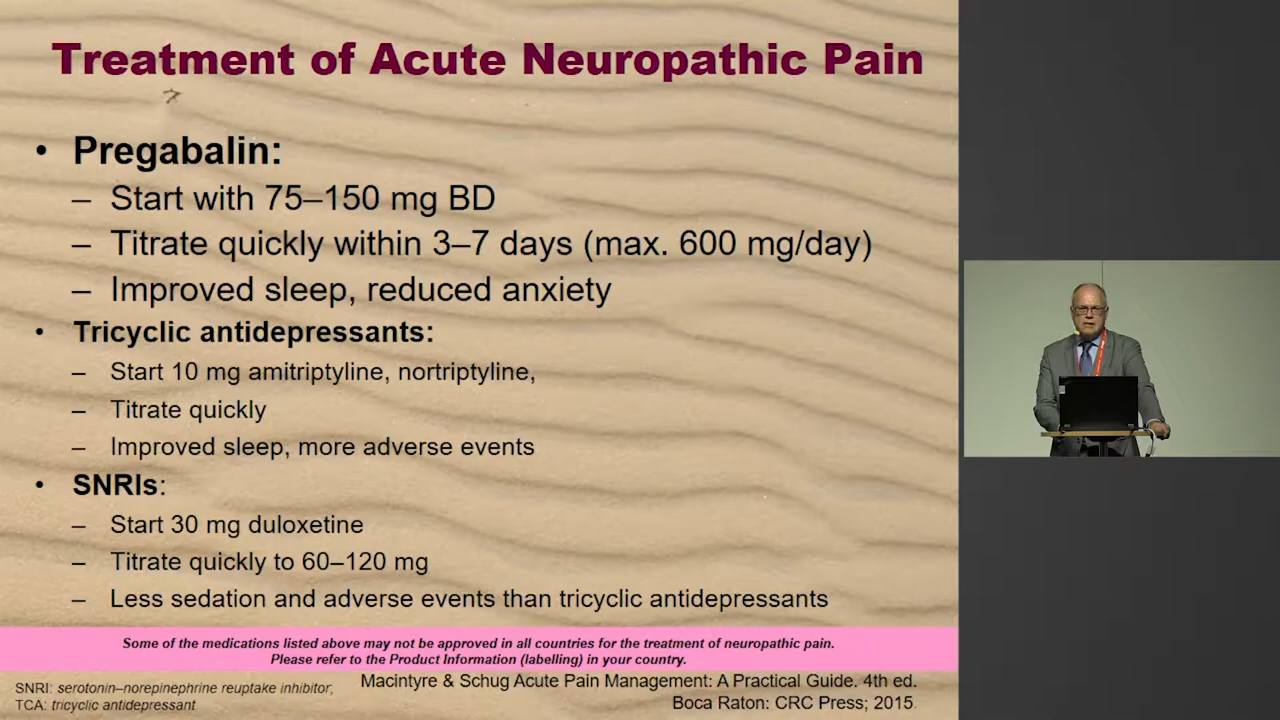 Treatment of Acute Neuropathic Pain
• Pregabalin:
– Start with 75–150 mg BD
– Titrate quickly within 3–7 days (max. 600 mg/day)
– Improved sleep, reduced anxiety
• Tricyclic antidepressants:
– Start 10 mg amitriptyline, nortriptyline,
– Titrate quickly
– Improved sleep, more adverse events
• SNRIs:
– Start 30 mg duloxetine
– Titrate quickly to 60–120 mg
– Less sedation and adverse events than tricyclic antidepressants
Some of the medications listed above may not be approved in all countries for the treatment of neuropathic pain.
Please refer to the Product Information (labelling) in your country.
SNRI: serotonin–norepinephrine reuptake inhibitor;
TCA: tricyclic antidepressant
Macintyre & Schug Acute Pain Management: A Practical Guide. 4th ed.
Boca Raton: CRC Press; 2015.